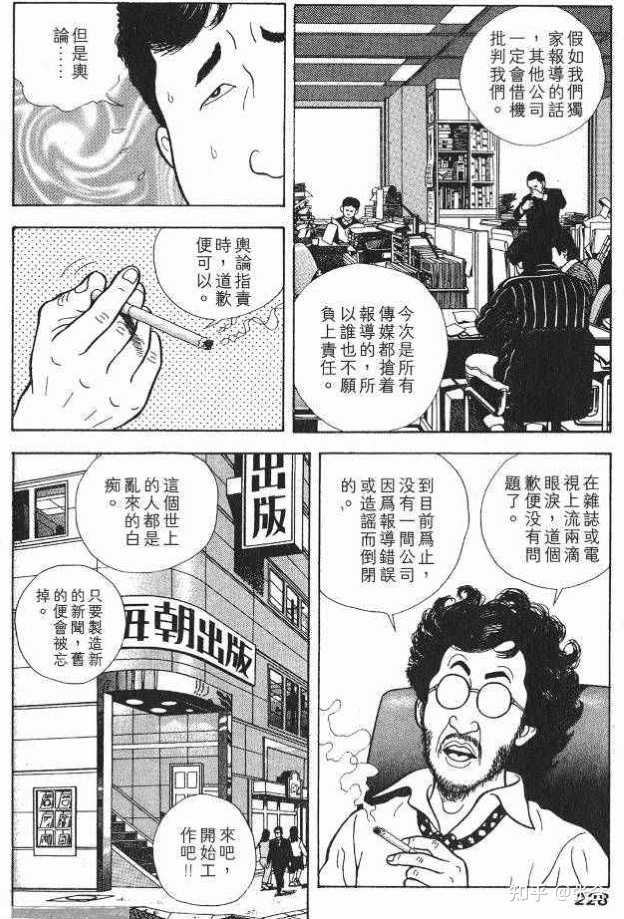 假如我們獨
家報導的話
，其他公司
一定會借機
批判我們。
今次是所有
傳媒都搶着
報導的，所
以誰也不願
負上責任。
但是輿
論……
輿論指責
時，道歉
便可以。
在雜誌或電
視上流兩滴
眼淚，道個
歉便没有問
題了。
到目前爲止，
没有一間公司
因爲報導錯誤
或造謡而倒閉
的。
出版
這個世上
的人都是
亂來的白
痴。
只要製造新
的新聞，舊
的便會被忘
掉。
毎朝出版
來吧，
開始工
作吧!!
228
知乎